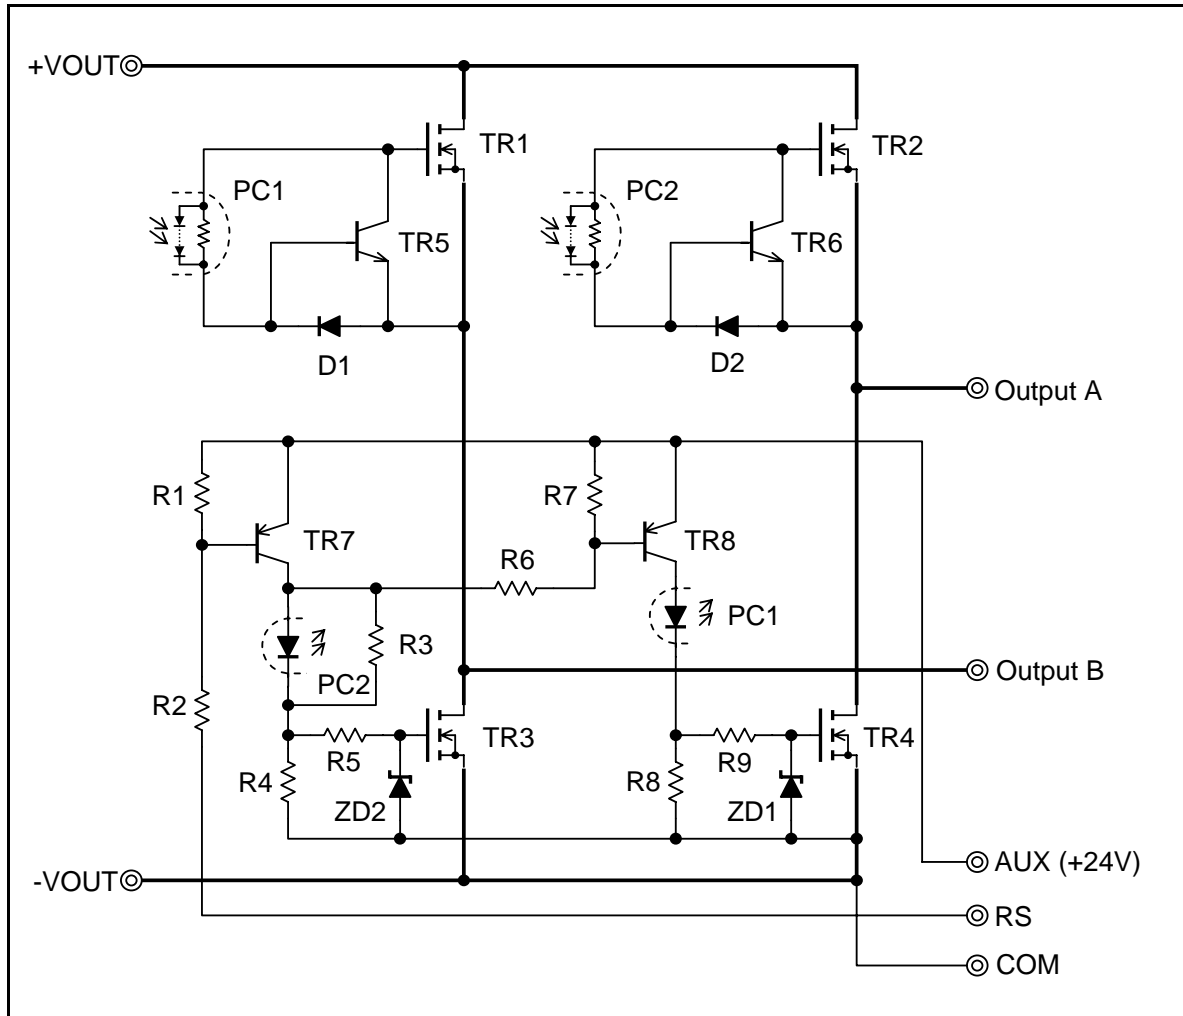 +VOUT
TR1
TR2
PC1
PC2
TR5
TR6
D1
D2
Output A
R1
R7
TR7
TR8
R6
R3
PC1
PC2
Output B
R2
R5
TR3
R9
TR4
R4
ZD2
R8
ZD1
AUX (+24V)
-VOUT
RS
COM